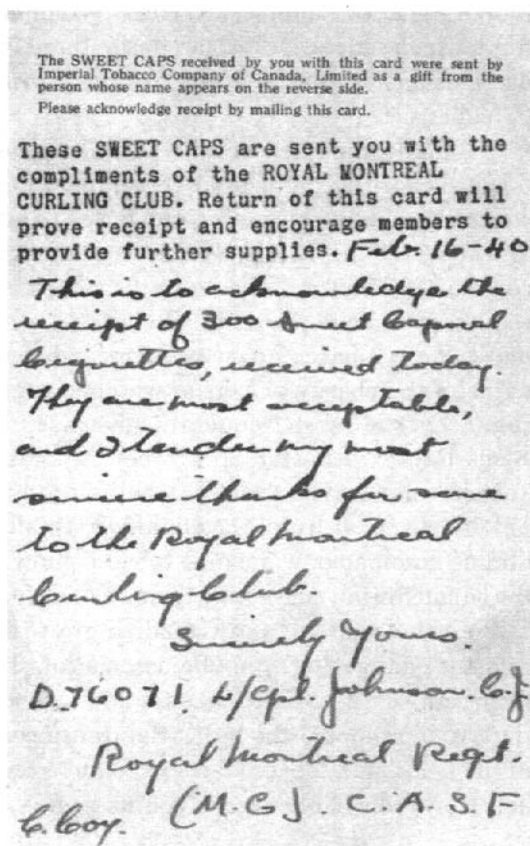 The SWEET CAPS received by you with this card were sent by
Imperial Tobacco Company of Canada, Limited as a gift from the
person whose name appears on the reverse side.
Please acknowledge receipt by mailing this card.
These SWEET CAPS are sent you with the
compliments of the ROYAL MONTREAL
CURLING CLUB. Return of this card will
prove receipt and encourage members to
provide further supplies. Feb. 16-40
This is to acknowledge the
receipt of 300 Sweet Caporal
Cigarettes, received today.
They are most acceptable,
and I tender my most
sincere thanks for same
to the Royal Montreal
Curling Club.
Sincerely Yours.
D.76071. L/Cpl. Johnson. C.J
Royal Montreal Regt.
(M.G). C.A.S.F
C. Coy.